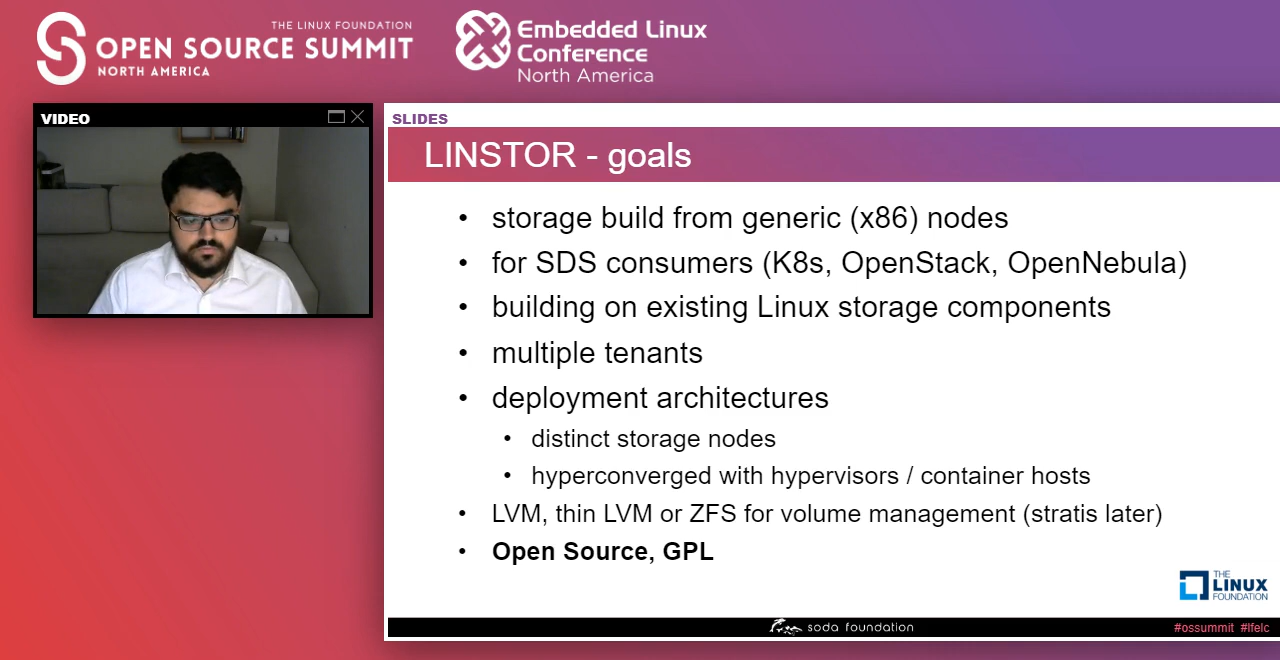 THE LINUX FOUNDATION
OPEN SOURCE SUMMIT
NORTH AMERICA
Embedded Linux
Conference
North America
VIDEO
SLIDES
LINSTOR - goals
• storage build from generic (x86) nodes
• for SDS consumers (K8s, OpenStack, OpenNebula)
• building on existing Linux storage components
• multiple tenants
• deployment architectures
• distinct storage nodes
• hyperconverged with hypervisors / container hosts
• LVM, thin LVM or ZFS for volume management (stratis later)
• Open Source, GPL
THE
LINUX
FOUNDATION
soda foundation
#ossummit #lfelc